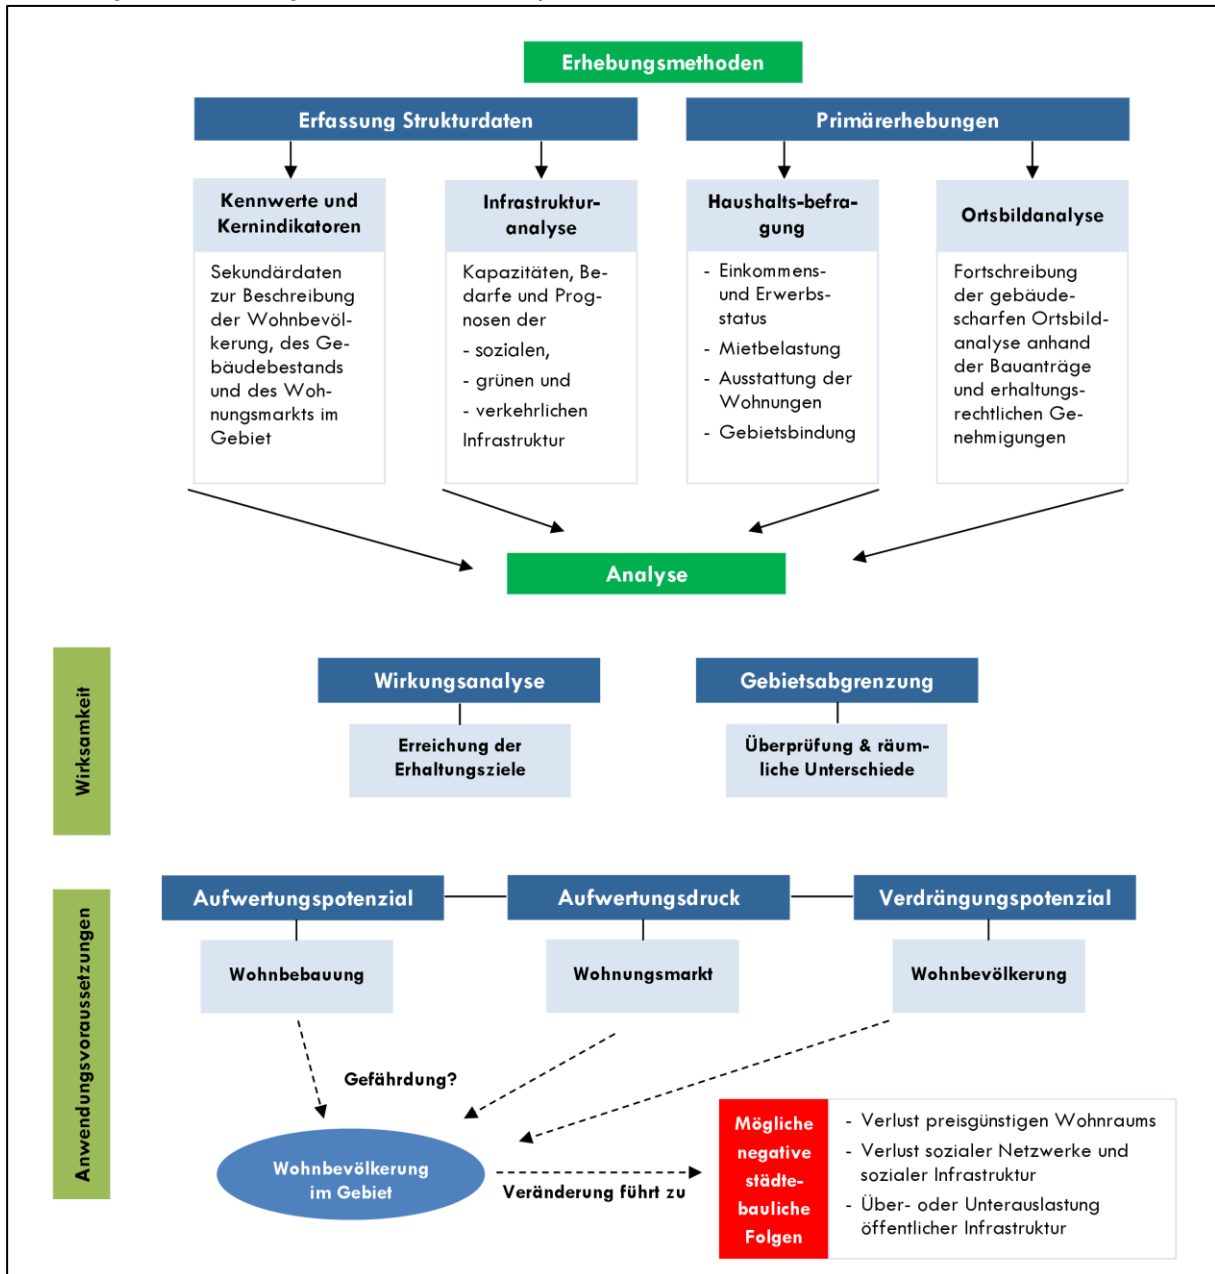 Erhebungsmethoden
Erfassung Strukturdaten
Primärerhebungen
Kennwerte und
Kernindikatoren
Sekundärdaten
zur Beschreibung
der Wohnbevöl-
kerung, des Ge-
bäudebestands
und des Woh-
nungsmarkts im
Gebiet
Infrastruktur-
analyse
Kapazitäten, Be-
darfe und Prog-
nosen der
- sozialen,
- grünen und
- verkehrlichen
Infrastruktur
Haushalts-befra-
gung
- Einkommens-
und Erwerbs-
status
- Mietbelastung
- Ausstattung der
Wohnungen
- Gebietsbindung
Ortsbildanalyse
Fortschreibung
der gebäude-
scharfen Ortsbild-
analyse anhand
der Bauanträge
und erhaltungs-
rechtlichen Ge-
nehmigungen
Analyse
Wirksamkeit
Wirkungsanalyse
Erreichung der
Erhaltungsziele
Gebietsabgrenzung
Überprüfung & räum-
liche Unterschiede
Anwendungsvoraussetzungen
Aufwertungspotenzial
Aufwertungsdruck
Verdrängungspotenzial
Wohnbebauung
Wohnungsmarkt
Wohnbevölkerung
Gefährdung?
Wohnbevölkerung
im Gebiet
Veränderung führt zu
Mögliche
negative
städte-
bauliche
Folgen
- Verlust preisgünstigen Wohnraums
- Verlust sozialer Netzwerke und
sozialer Infrastruktur
- Über- oder Unterauslastung
öffentlicher Infrastruktur